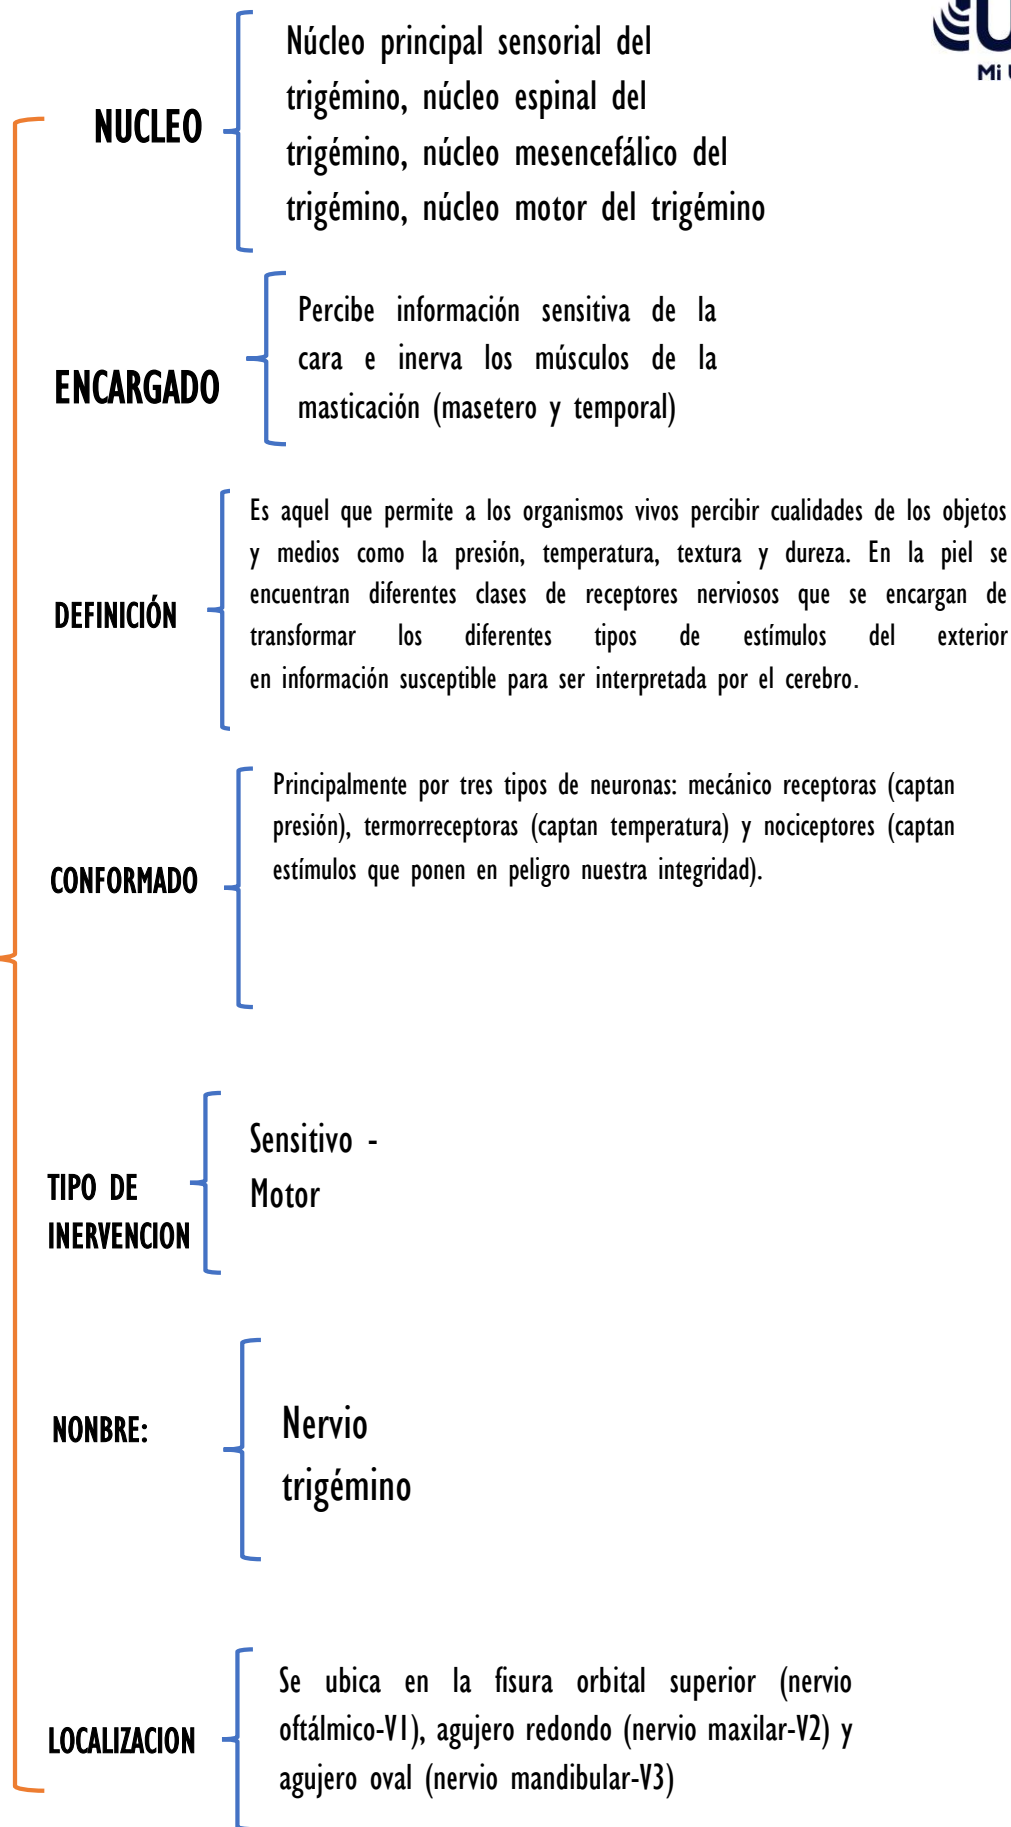 Mi
NUCLEO
Núcleo principal sensorial del
trigémino, núcleo espinal del
trigémino, núcleo mesencefálico del
trigémino, núcleo motor del trigémino
ENCARGADO
Percibe información sensitiva de la
cara e inerva los músculos de la
masticación (masetero y temporal)
DEFINICIÓN
Es aquel que permite a los organismos vivos percibir cualidades de los objetos
y medios como la presión, temperatura, textura y dureza. En la piel se
encuentran diferentes clases de receptores nerviosos que se encargan de
transformar los diferentes tipos de estímulos del exterior
en información susceptible para ser interpretada por el cerebro.
CONFORMADO
Principalmente por tres tipos de neuronas: mecánico receptoras (captan
presión), termorreceptoras (captan temperatura) y nociceptores (captan
estímulos que ponen en peligro nuestra integridad).
TIPO DE
INERVENCION
Sensitivo -
Motor
NONBRE:
Nervio
trigémino
LOCALIZACION
Se ubica en la fisura orbital superior (nervio
oftálmico-V1), agujero redondo (nervio maxilar-V2) y
agujero oval (nervio mandibular-V3)